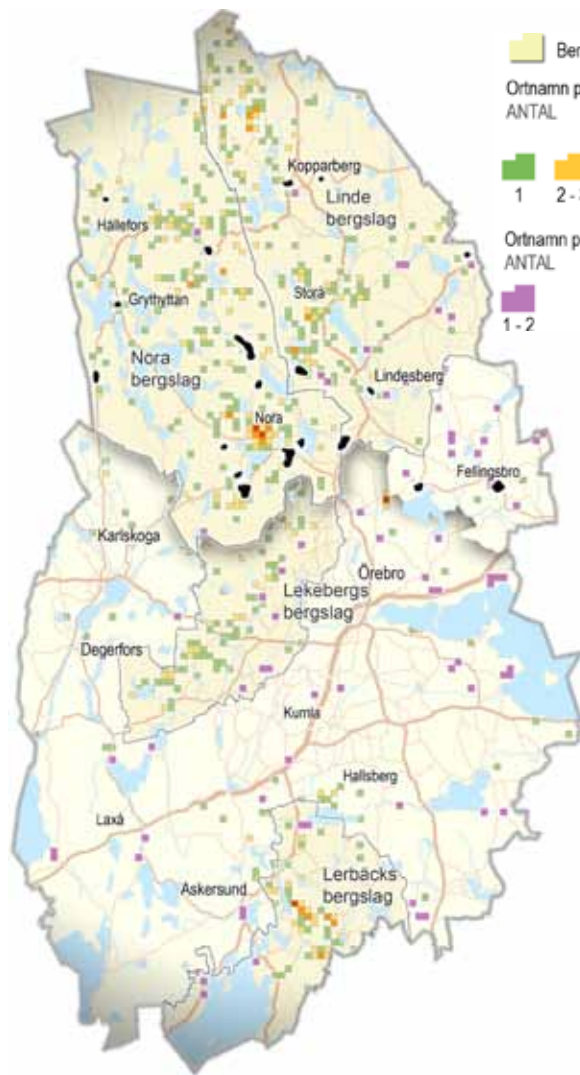 Ber
Ortnamn p
ANTAL
1 2 -
Ortnamn p
ANTAL
1 - 2
Kopparberg
Linde
bergslag
Hällefors
Grythyttan
Storå
Nora
bergslag
Lindesberg
Nora
Fellingsbro
Karlskoga
Örebro
Lekebergs
bergslag
Degerfors
Kumla
Hallsberg
Laxå
Lerbäcks
bergslag
Askersund